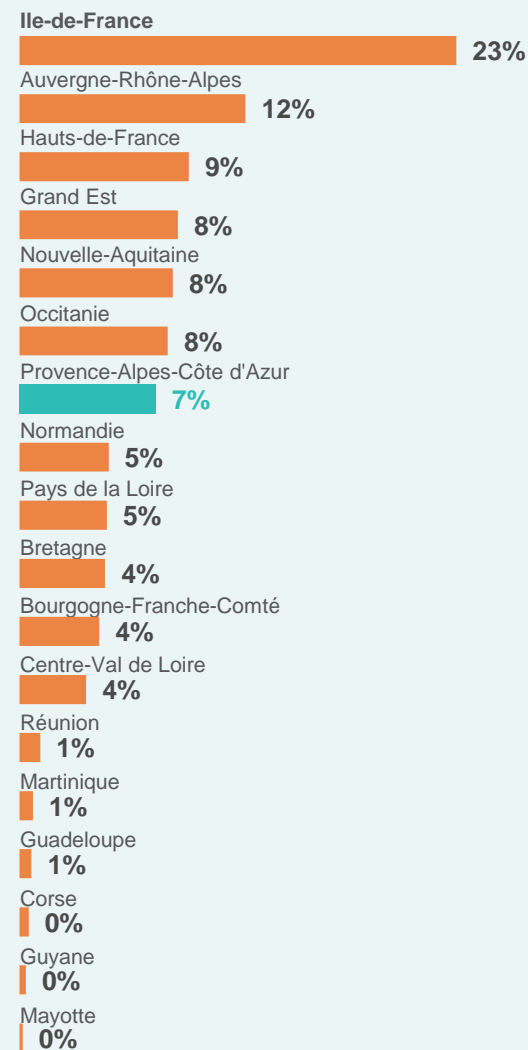 Ile-de-France
23%
Auvergne-Rhône-Alpes
12%
Hauts-de-France
9%
Grand Est
8%
Nouvelle-Aquitaine
8%
Occitanie
8%
Provence-Alpes-Côte d'Azur
7%
Normandie
5%
Pays de la Loire
5%
Bretagne
4%
Bourgogne-Franche-Comté
4%
Centre-Val de Loire
4%
Réunion
1%
Martinique
1%
Guadeloupe
1%
Corse
0%
Guyane
0%
Mayotte
0%